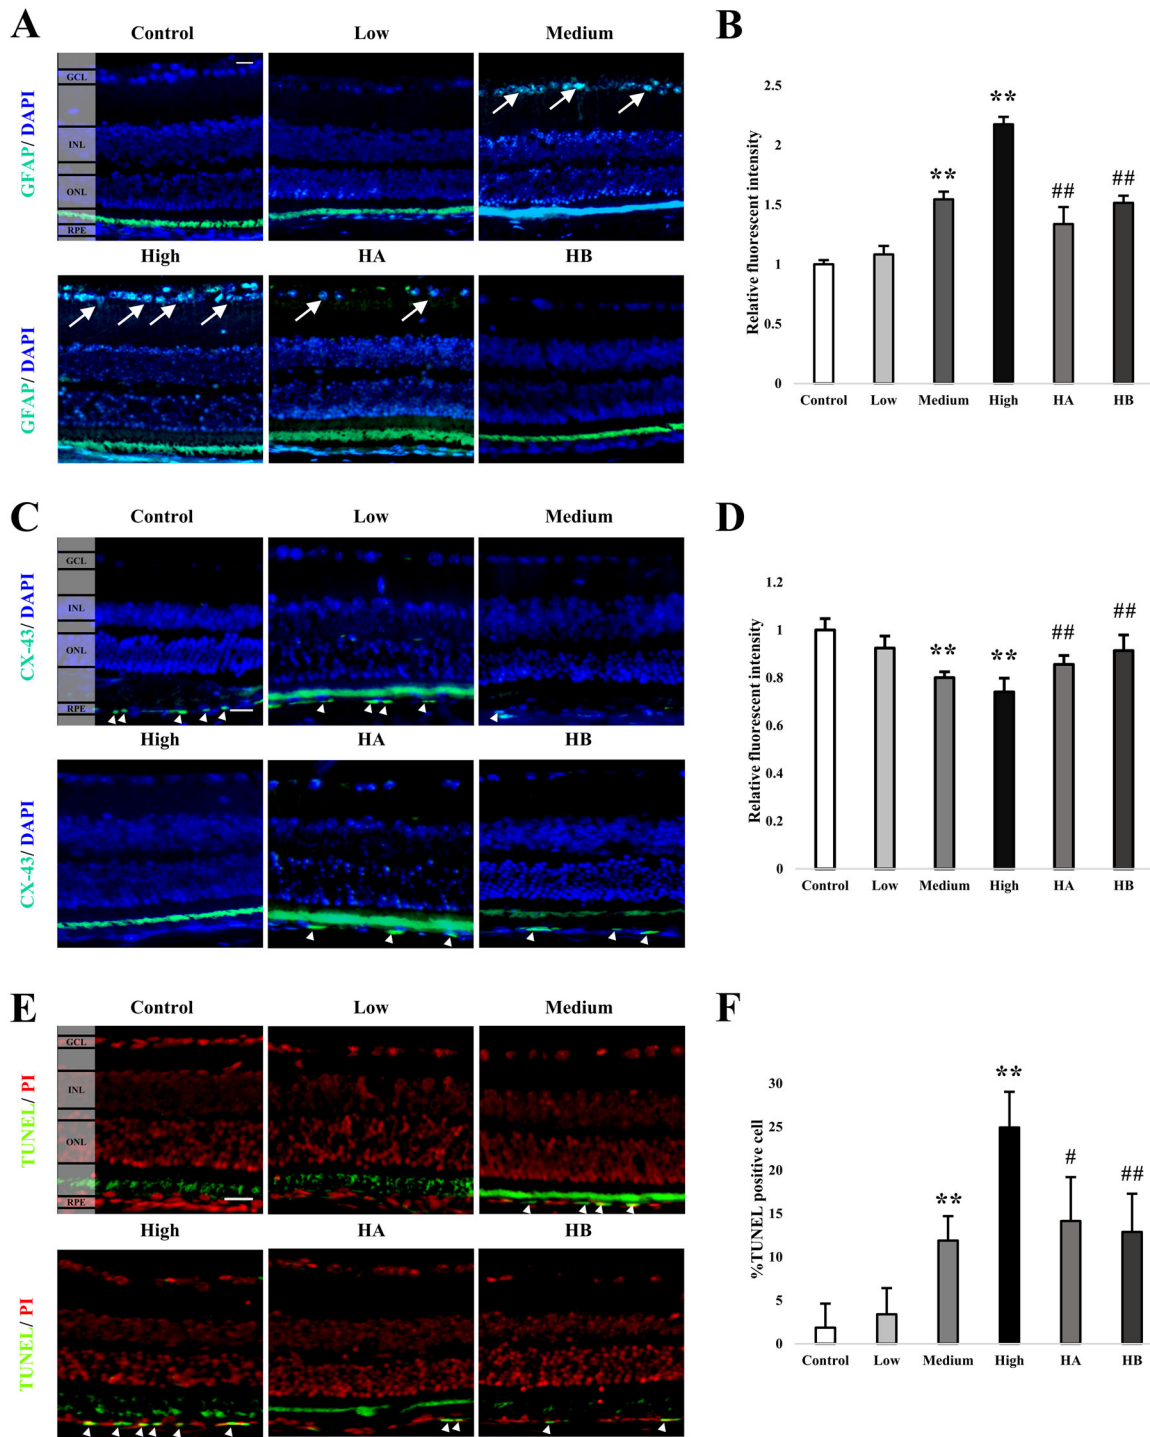 A
Control
Low
Medium
GFAP/ DAPI
GCL
INL
ONL
RPE
High
HA
HB
GFAP/ DAPI
B
Relative fluorescent intensity
2.5
2
1.5
1
0.5
0
**
**
##
##
Control
Low
Medium
High
HA
HB
C
Control
Low
Medium
CX-43/ DAPI
GCL
INL
ONL
RPE
High
HA
HB
CX-43/ DAPI
D
Relative fluorescent intensity
1.2
1
0.8
0.6
0.4
0.2
0
**
**
##
##
Control
Low
Medium
High
HA
HB
E
Control
Low
Medium
TUNEL/ PI
GCL
INL
ONL
RPE
High
HA
HB
TUNEL/ PI
F
%TUNEL positive cell
30
25
20
15
10
5
0
**
**
#
##
Control
Low
Medium
High
HA
HB